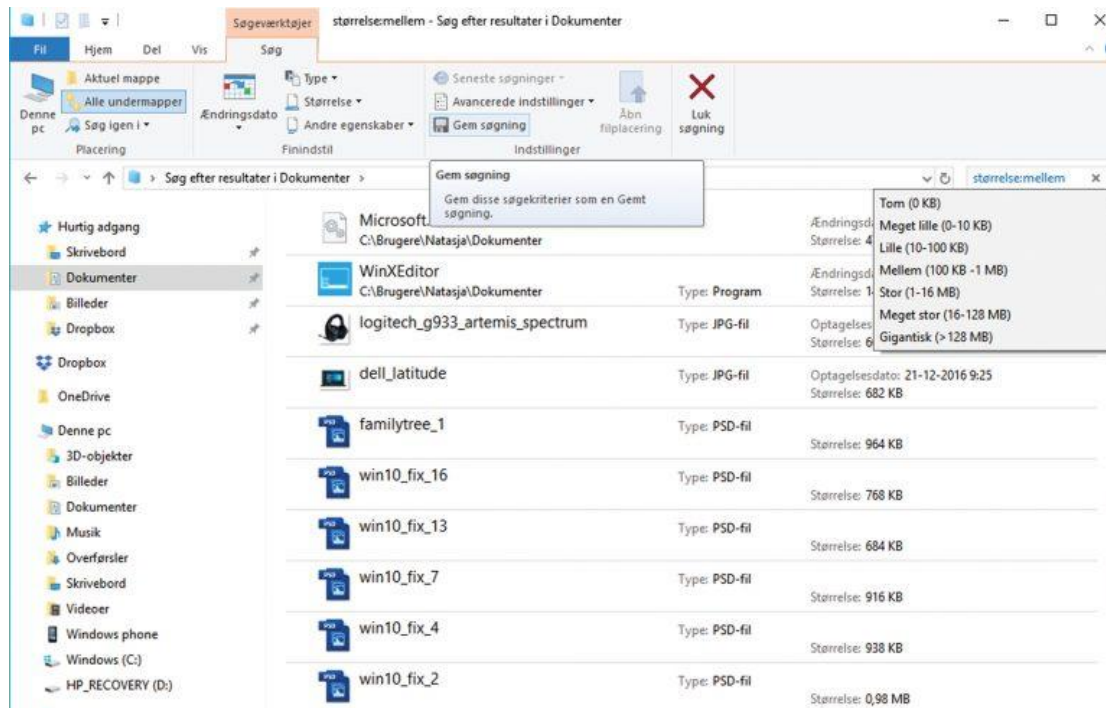 Søgeværktøjer
størrelse:mellem - Søg efter resultater i Dokumenter
Fil Hjem Del Vis Søg
Denne pc
Aktuel mappe
Alle undermapper
Søg igen i
Placering
Ændringsdato
Type
Størrelse
Andre egenskaber
Finindstil
Seneste søgninger
Avancerede indstillinger
Gem søgning
Åbn filplacering
Luk søgning
Indstillinger
Søg efter resultater i Dokumenter
størrelse:mellem
Gem søgning
Gem disse søgekriterier som en Gemt
søgning.
Tom (0 KB)
Meget lille (0-10 KB)
Lille (10-100 KB)
Mellem (100 KB -1 MB)
Stor (1-16 MB)
Meget stor (16-128 MB)
Gigantisk (>128 MB)
Hurtig adgang
Skrivebord
Dokumenter
Billeder
Dropbox
Dropbox
OneDrive
Denne pc
3D-objekter
Billeder
Dokumenter
Musik
Overførsler
Skrivebord
Videoer
Windows phone
Windows (C:)
HP_RECOVERY (D:)
Microsoft.
C:\Brugere\Natasja\Dokumenter
Størrelse:
WinXEditor
C:\Brugere\Natasja\Dokumenter Type: Program
Størrelse:
logitech_g933_artemis_spectrum Type: JPG-fil
Størrelse:
dell_latitude Type: JPG-fil Optagelsesdato: 21-12-2016 9:25
Størrelse: 682 KB
familytree_1 Type: PSD-fil
Størrelse: 964 KB
win10_fix_16 Type: PSD-fil
Størrelse: 768 KB
win10_fix_13 Type: PSD-fil
Størrelse: 684 KB
win10_fix_7 Type: PSD-fil
Størrelse: 916 KB
win10_fix_4 Type: PSD-fil
Størrelse: 938 KB
win10_fix_2 Type: PSD-fil
Størrelse: 0,98 MB